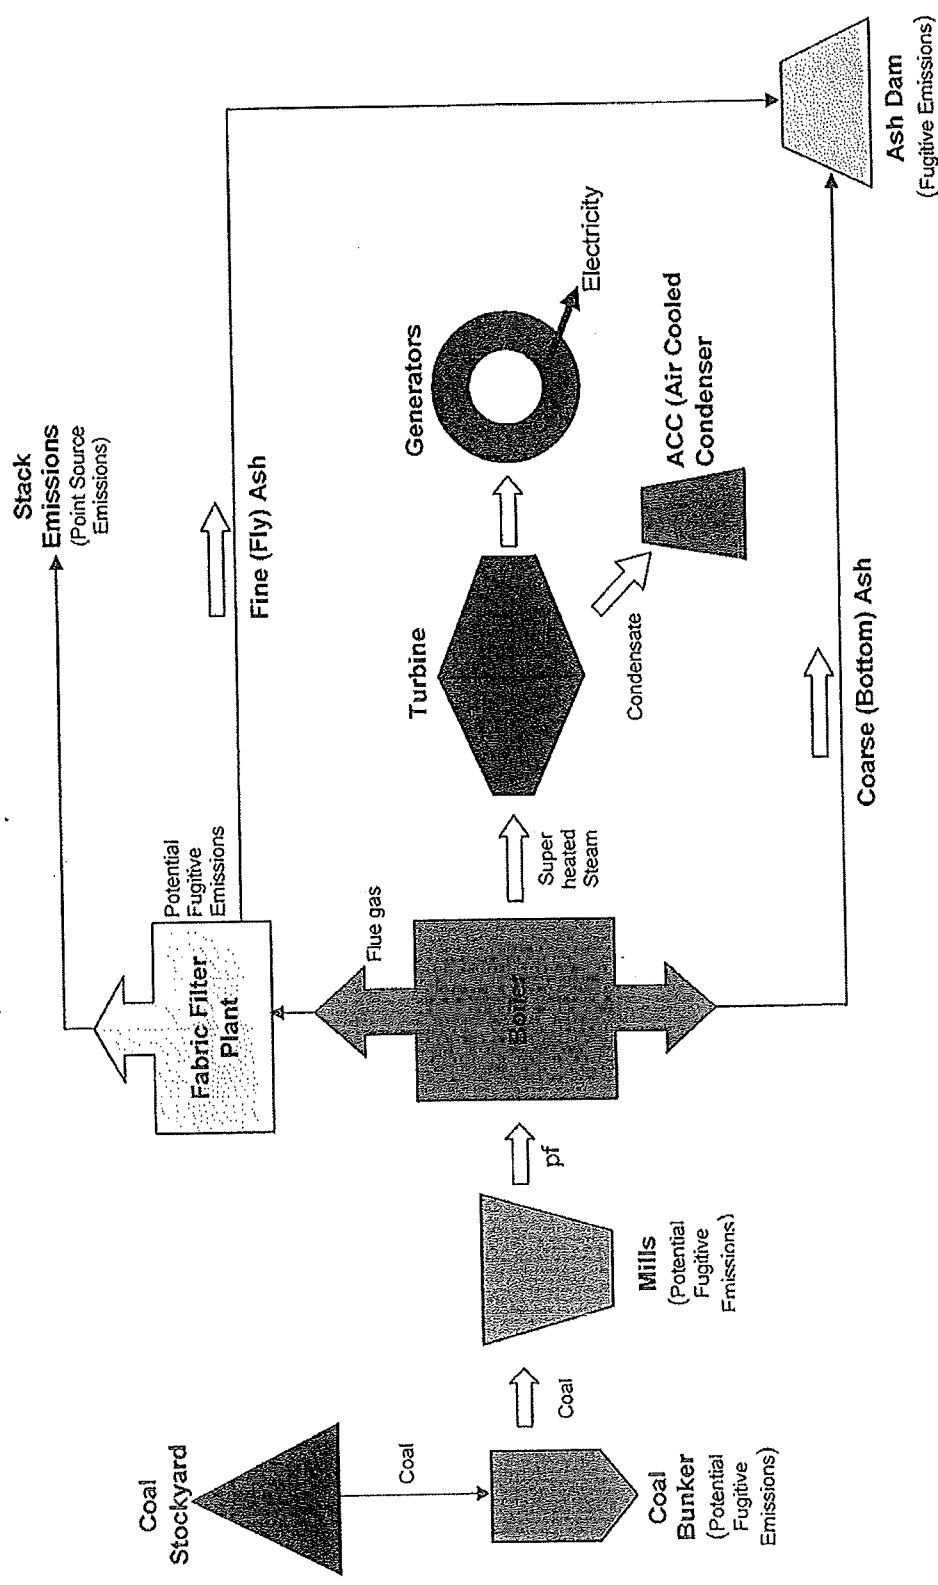 Coal
Stockyard
Coal
Coal
Bunker
(Potential
Fugitive
Emissions)
Coal
Mills
(Potential
Fugitive
Emissions)
pf
Boiler
Flue gas
Fabric Filter
Plant
Potential
Fugitive
Emissions
Stack
Emissions
(Point Source
Emissions)
Fine (Fly) Ash
Super
heated
Steam
Turbine
Condensate
ACC (Air Cooled
Condenser
Generators
Electricity
Coarse (Bottom) Ash
Ash Dam
(Fugitive Emissions)